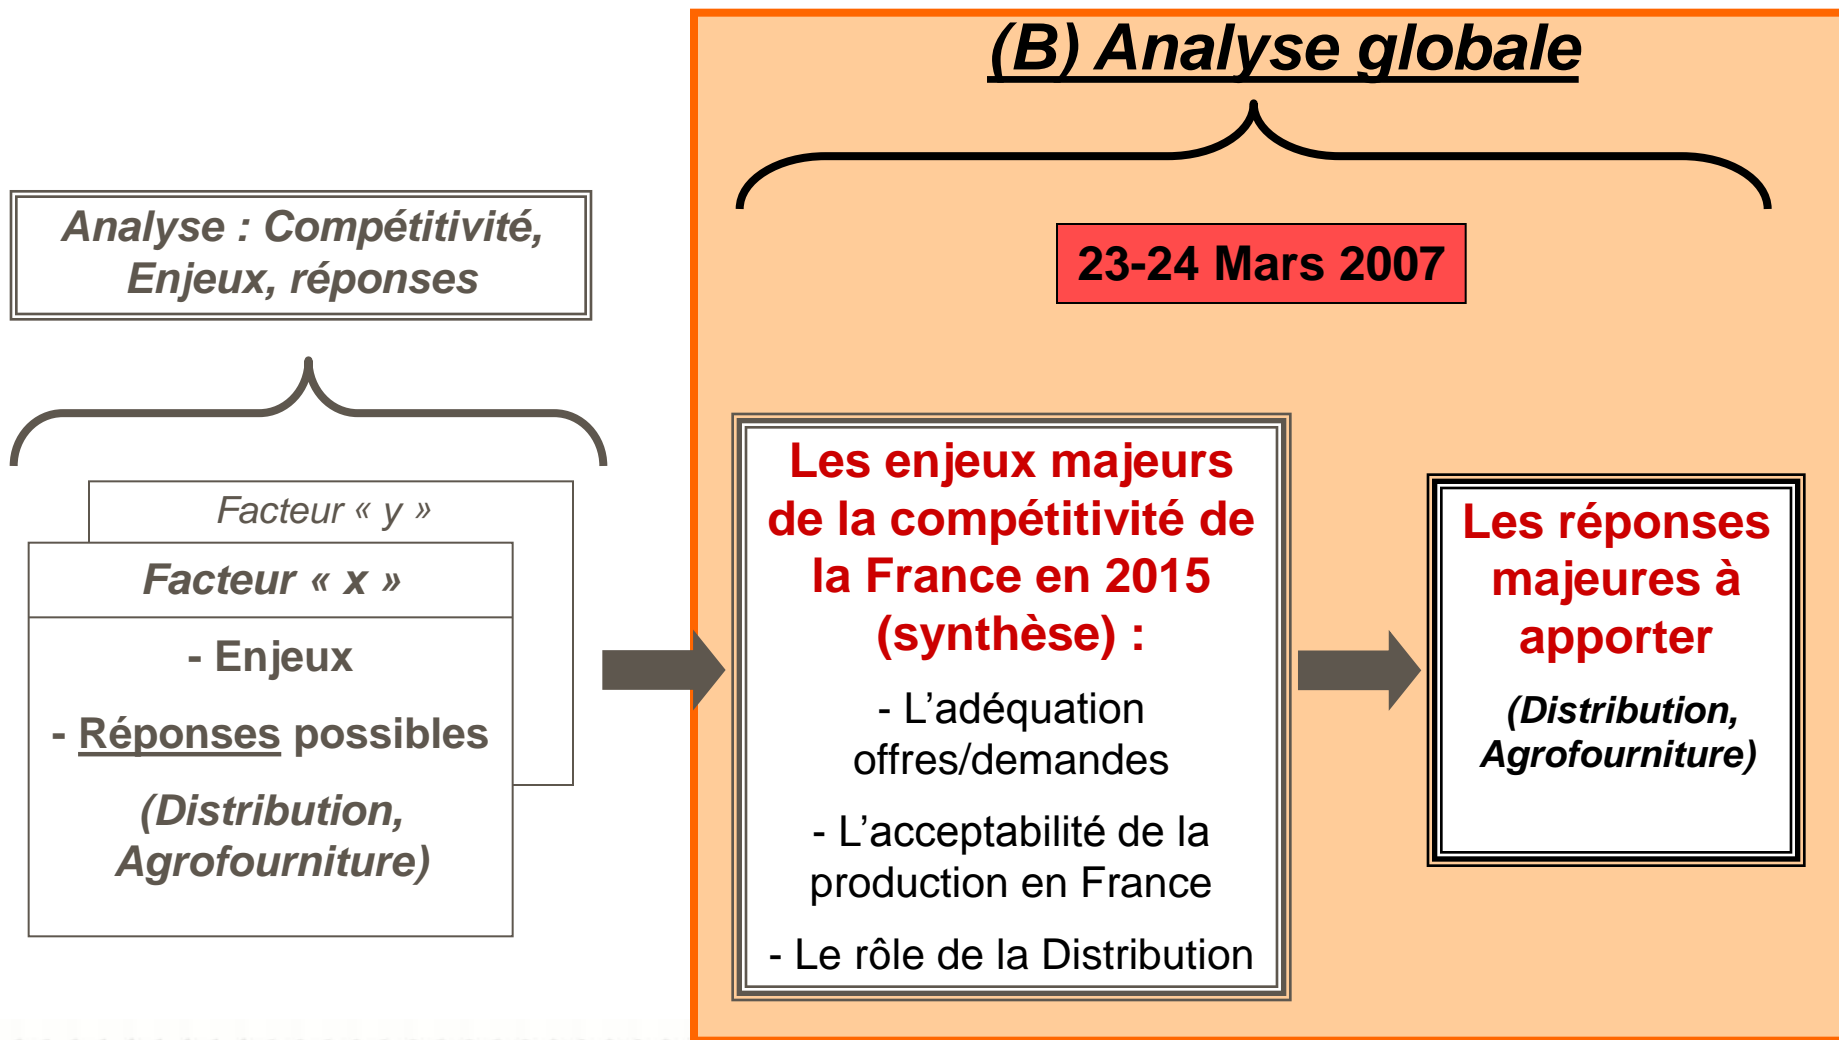 (B) Analyse globale
Analyse : Compétitivité,
Enjeux, réponses
23-24 Mars 2007
Facteur « y »
Facteur « x »
- Enjeux
- Réponses possibles
(Distribution,
Agrofourniture)
Les enjeux majeurs
de la compétitivité de
la France en 2015
(synthèse) :
- L’adéquation
offres/demandes
- L’acceptabilité de la
production en France
- Le rôle de la Distribution
Les réponses
majeures à
apporter
(Distribution,
Agrofourniture)